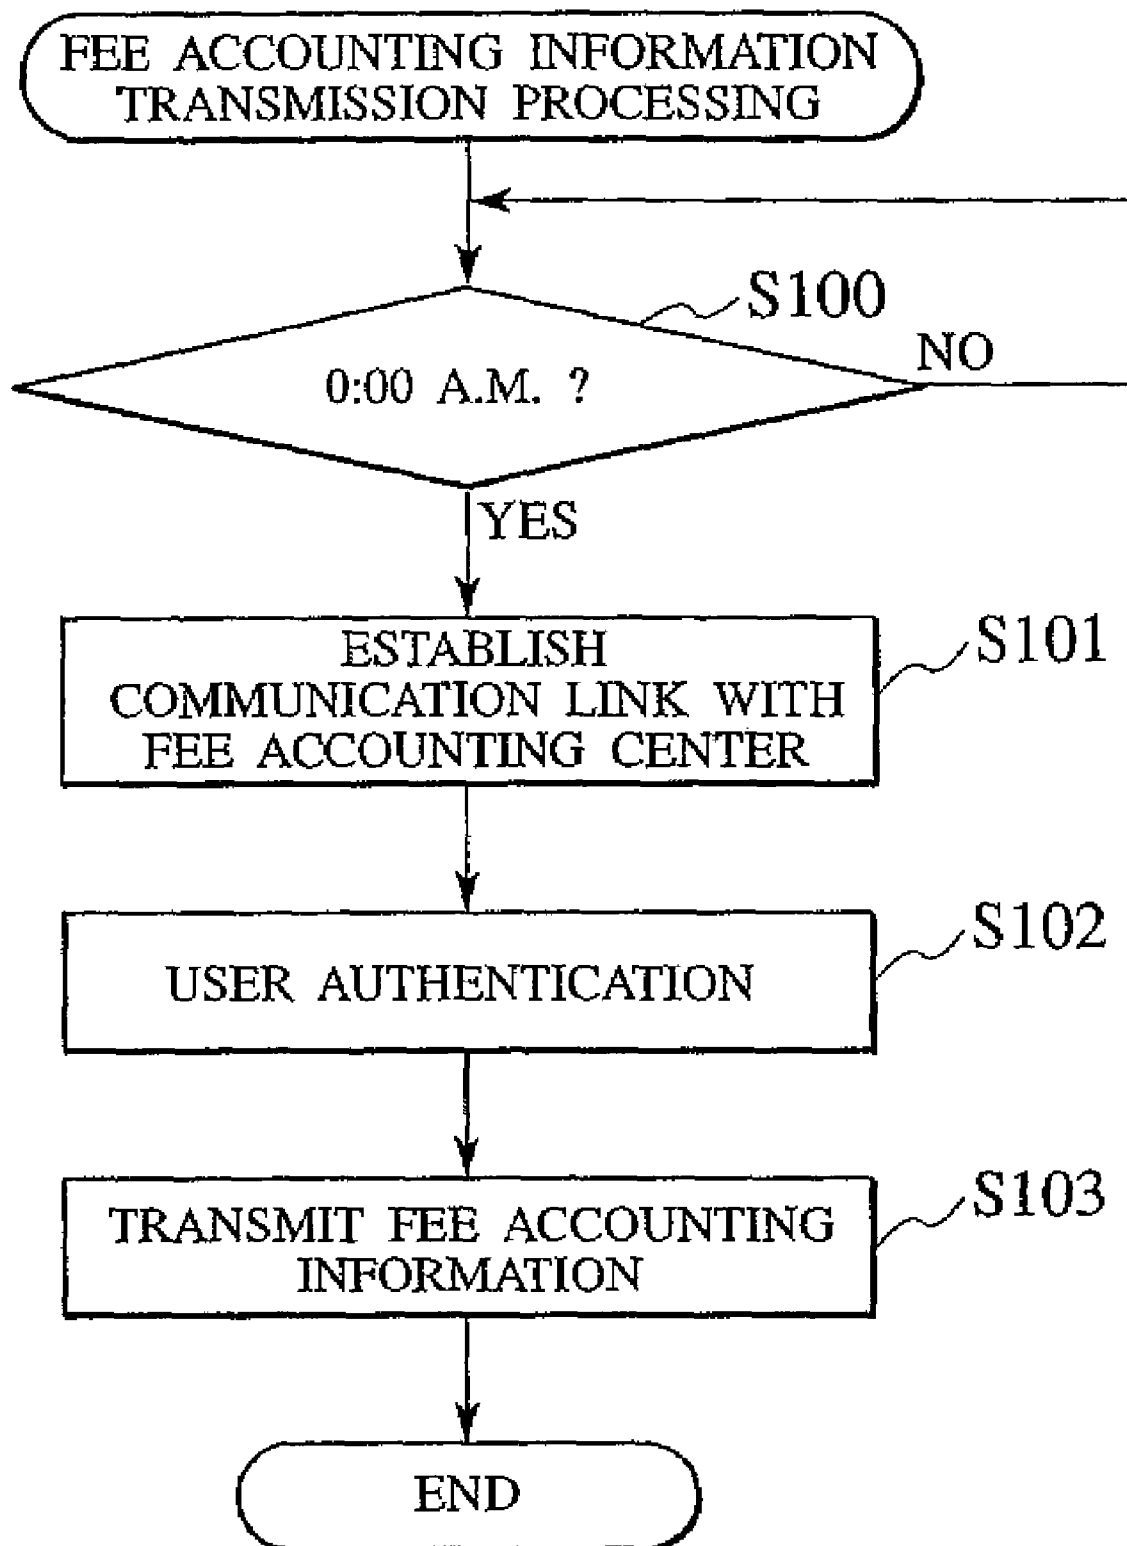 FEE ACCOUNTING INFORMATION
TRANSMISSION PROCESSING
S100
0:00 A.M. ?
NO
YES
ESTABLISH
COMMUNICATION LINK WITH
FEE ACCOUNTING CENTER
S101
USER AUTHENTICATION
S102
TRANSMIT FEE ACCOUNTING
INFORMATION
S103
END